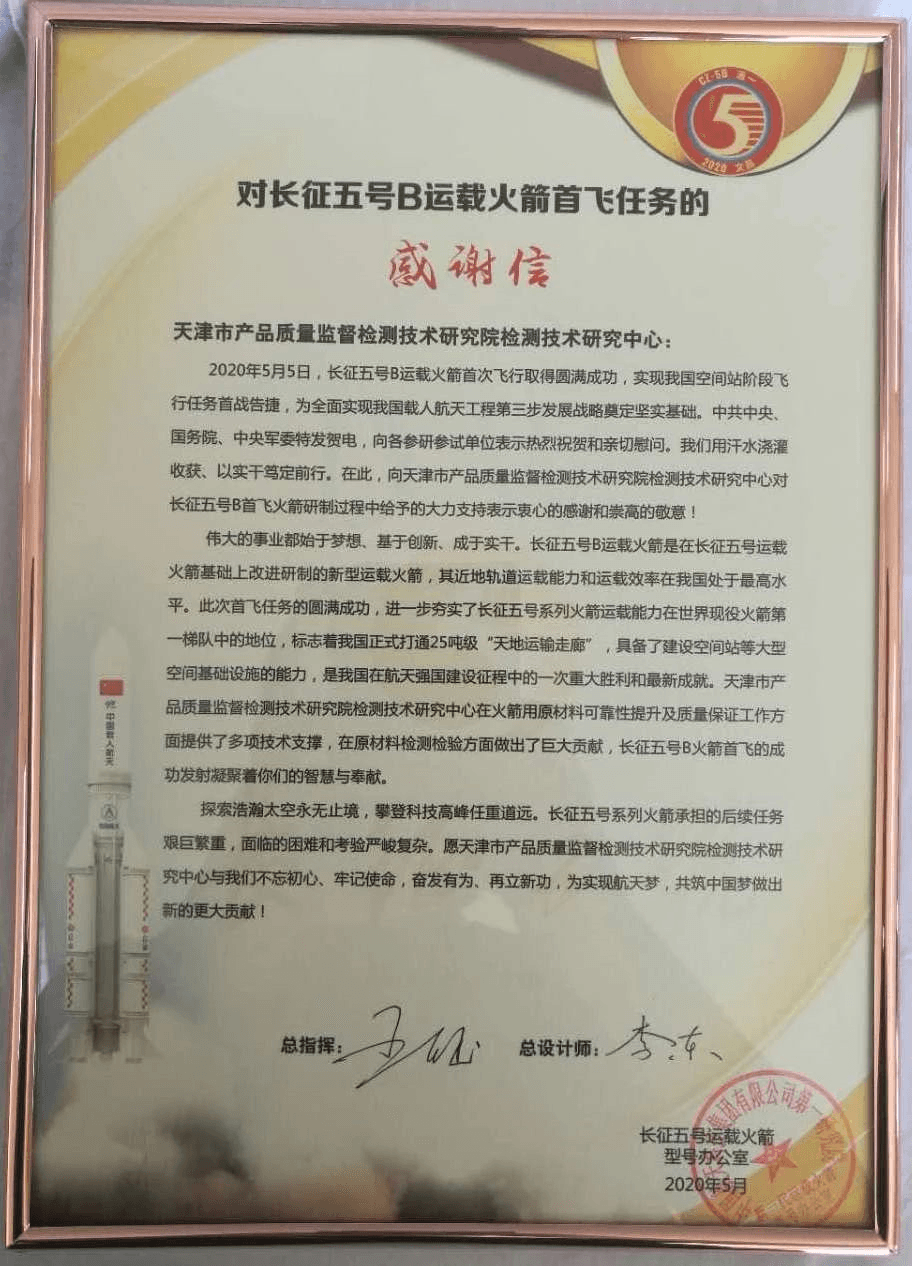 CZ-5B 遥一
5
2020 文昌
对长征五号B运载火箭首飞任务的
感谢信
天津市产品质量监督检测技术研究院检测技术研究中心：
2020年5月5日，长征五号B运载火箭首次飞行取得圆满成功，实现我国空间站阶段飞
行任务首战告捷，为全面实现我国载人航天工程第三步发展战略奠定坚实基础。中共中央、
国务院、中央军委特发贺电，向各参研参试单位表示热烈祝贺和亲切慰问。我们用汗水浇灌
收获、以实干笃定前行。在此，向天津市产品质量监督检测技术研究院检测技术研究中心对
长征五号B首飞火箭研制过程中给予的大力支持表示衷心的感谢和崇高的敬意！
伟大的事业都始于梦想、基于创新、成于实干。长征五号B运载火箭是在长征五号运载
火箭基础上改进研制的新型运载火箭，其近地轨道运载能力和运载效率在我国处于最高水
平。此次首飞任务的圆满成功，进一步夯实了长征五号系列火箭运载能力在世界现役火箭第
一梯队中的地位，标志着我国正式打通25吨级“天地运输走廊”，具备了建设空间站等大型
空间基础设施的能力，是我国在航天强国建设征程中的一次重大胜利和最新成就。天津市产
品质量监督检测技术研究院检测技术研究中心在火箭用原材料可靠性提升及质量保证工作方
面提供了多项技术支撑，在原材料检测检验方面做出了巨大贡献，长征五号B火箭首飞的成
功发射凝聚着你们的智慧与奉献。
探索浩瀚太空永无止境，攀登科技高峰任重道远。长征五号系列火箭承担的后续任务
艰巨繁重，面临的困难和考验严峻复杂。愿天津市产品质量监督检测技术研究院检测技术研
究中心与我们不忘初心、牢记使命，奋发有为、再立新功，为实现航天梦，共筑中国梦做出
新的更大贡献！
中国载人航天
总指挥：王珏 总设计师：李东
长征五号运载火箭
型号办公室
2020年5月
集团有限公司第一